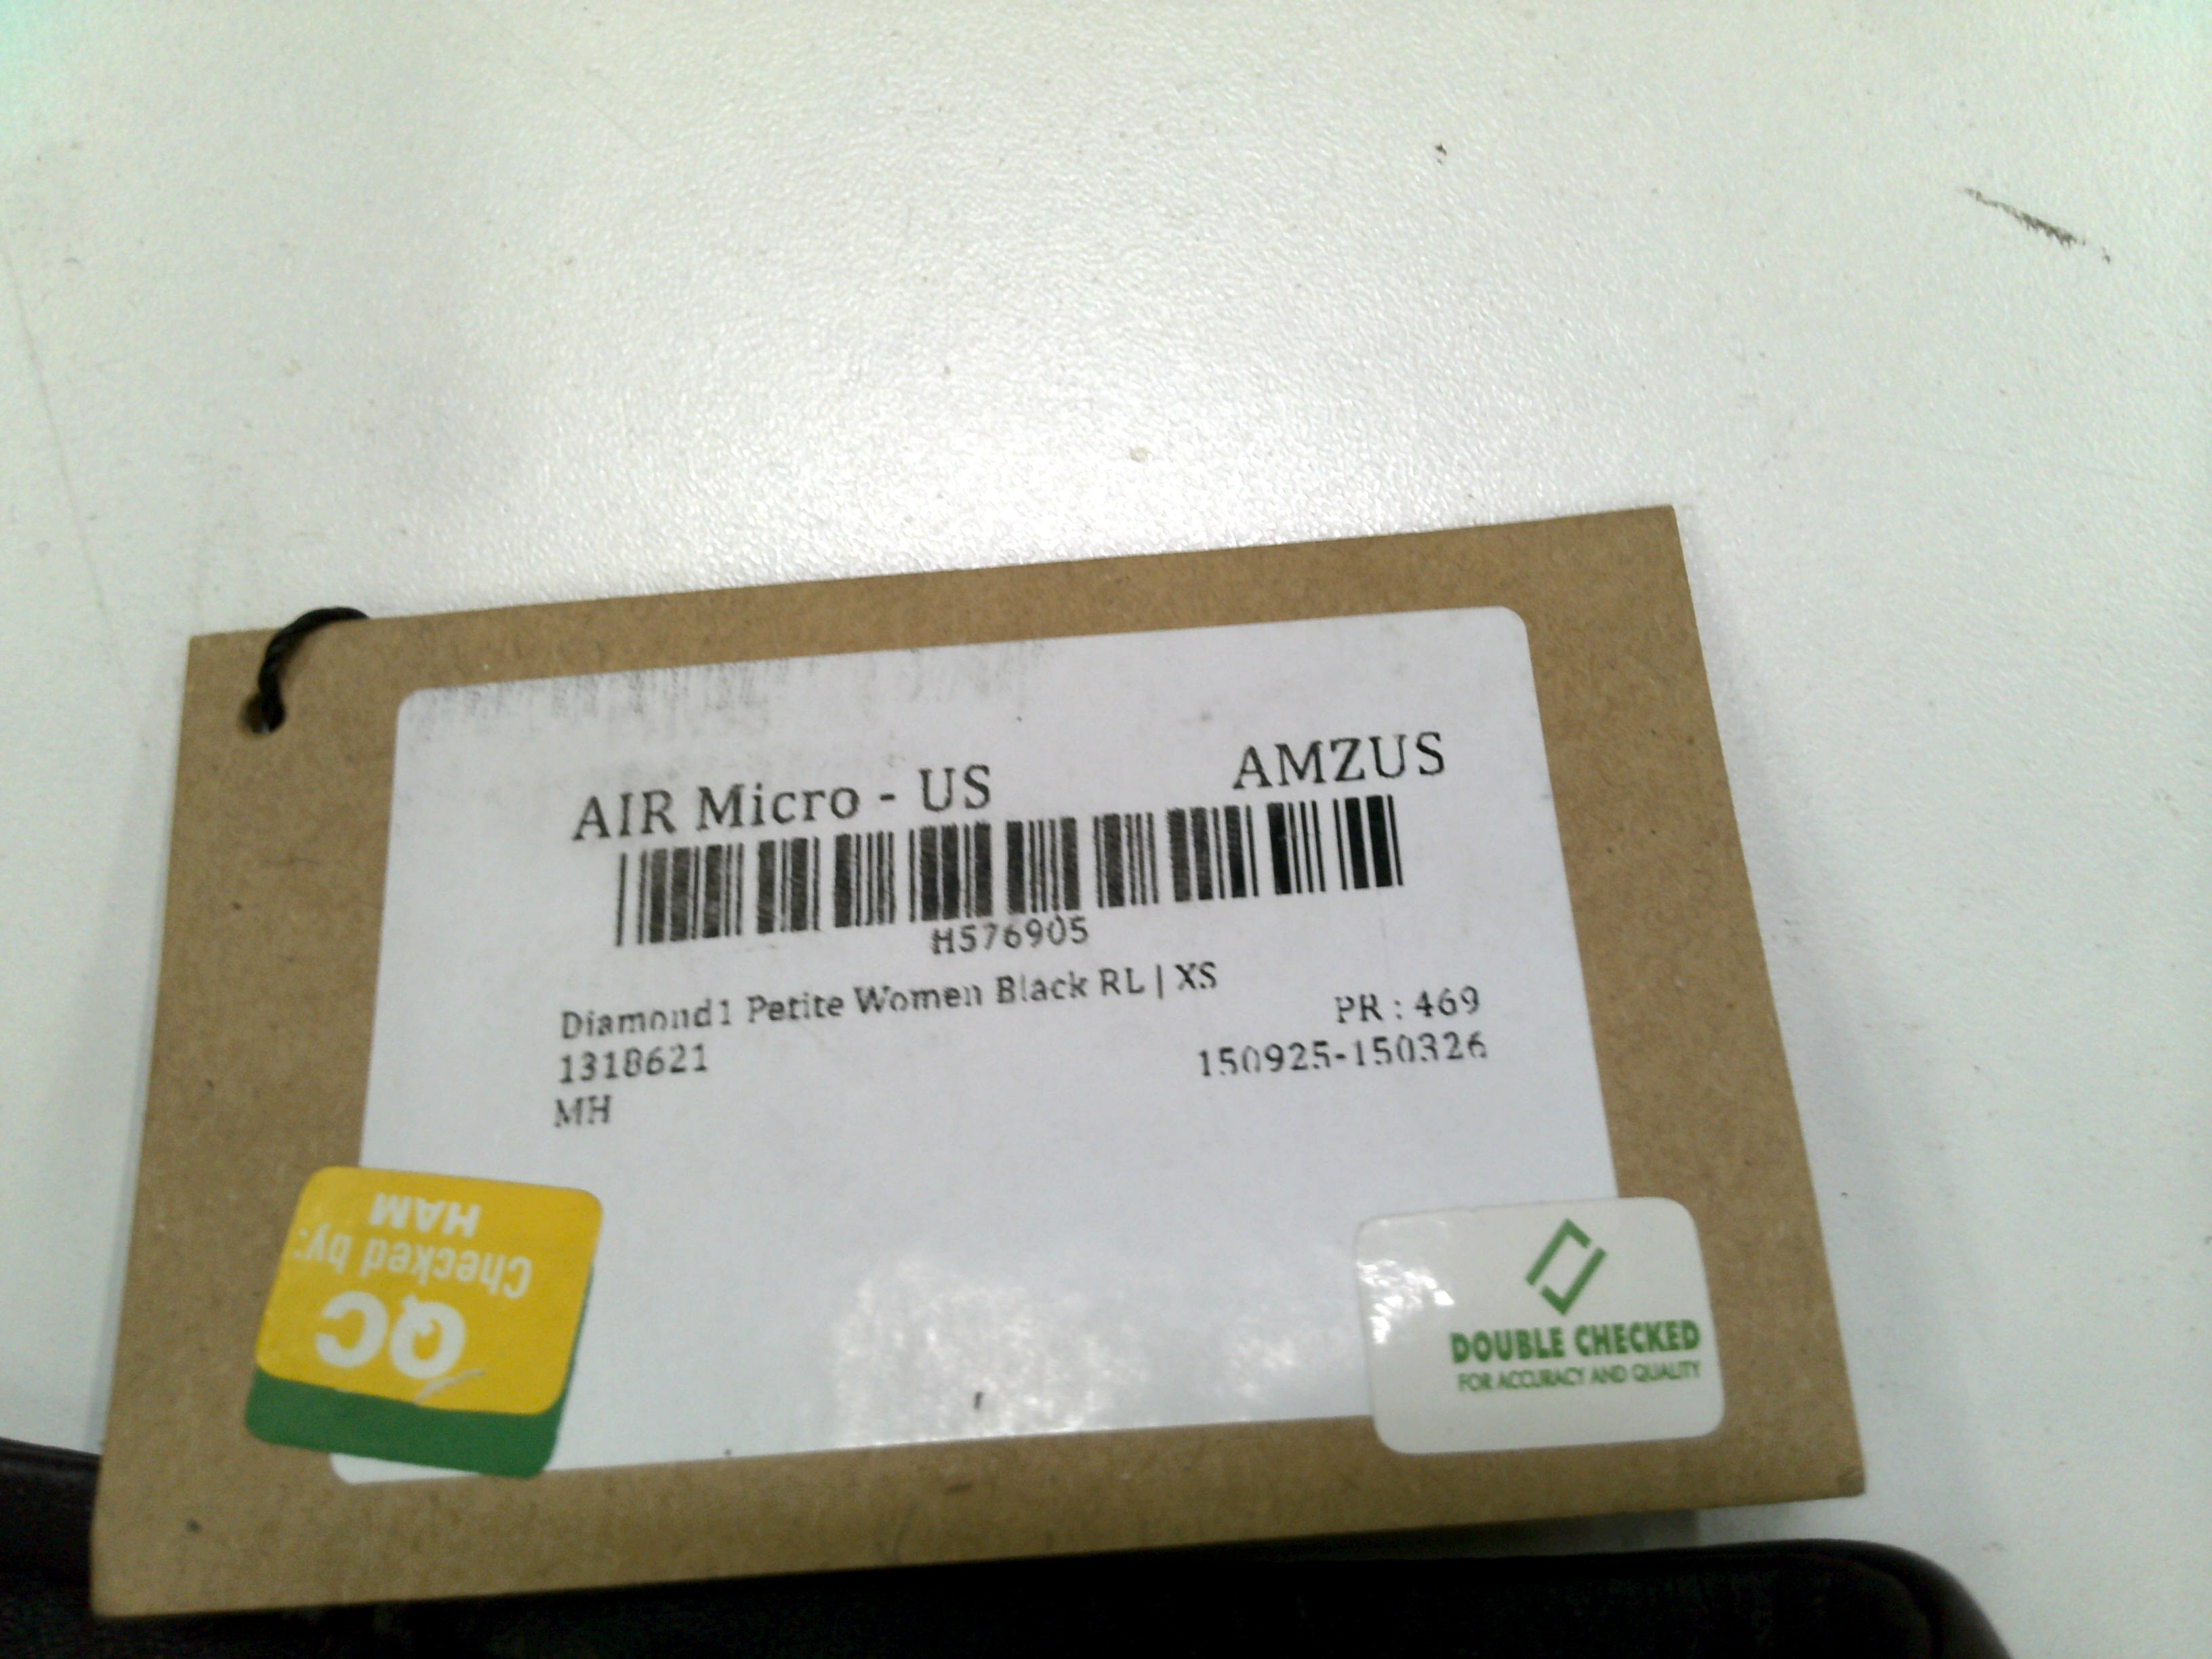 AIR Micro - US
AMZUS
H576905
Diamond1 Petite Women Black RL | XS
PR : 469
1318621
150925-150326
MH
QC
Checked by:
HAM
DOUBLE CHECKED
FOR ACCURACY AND QUALITY